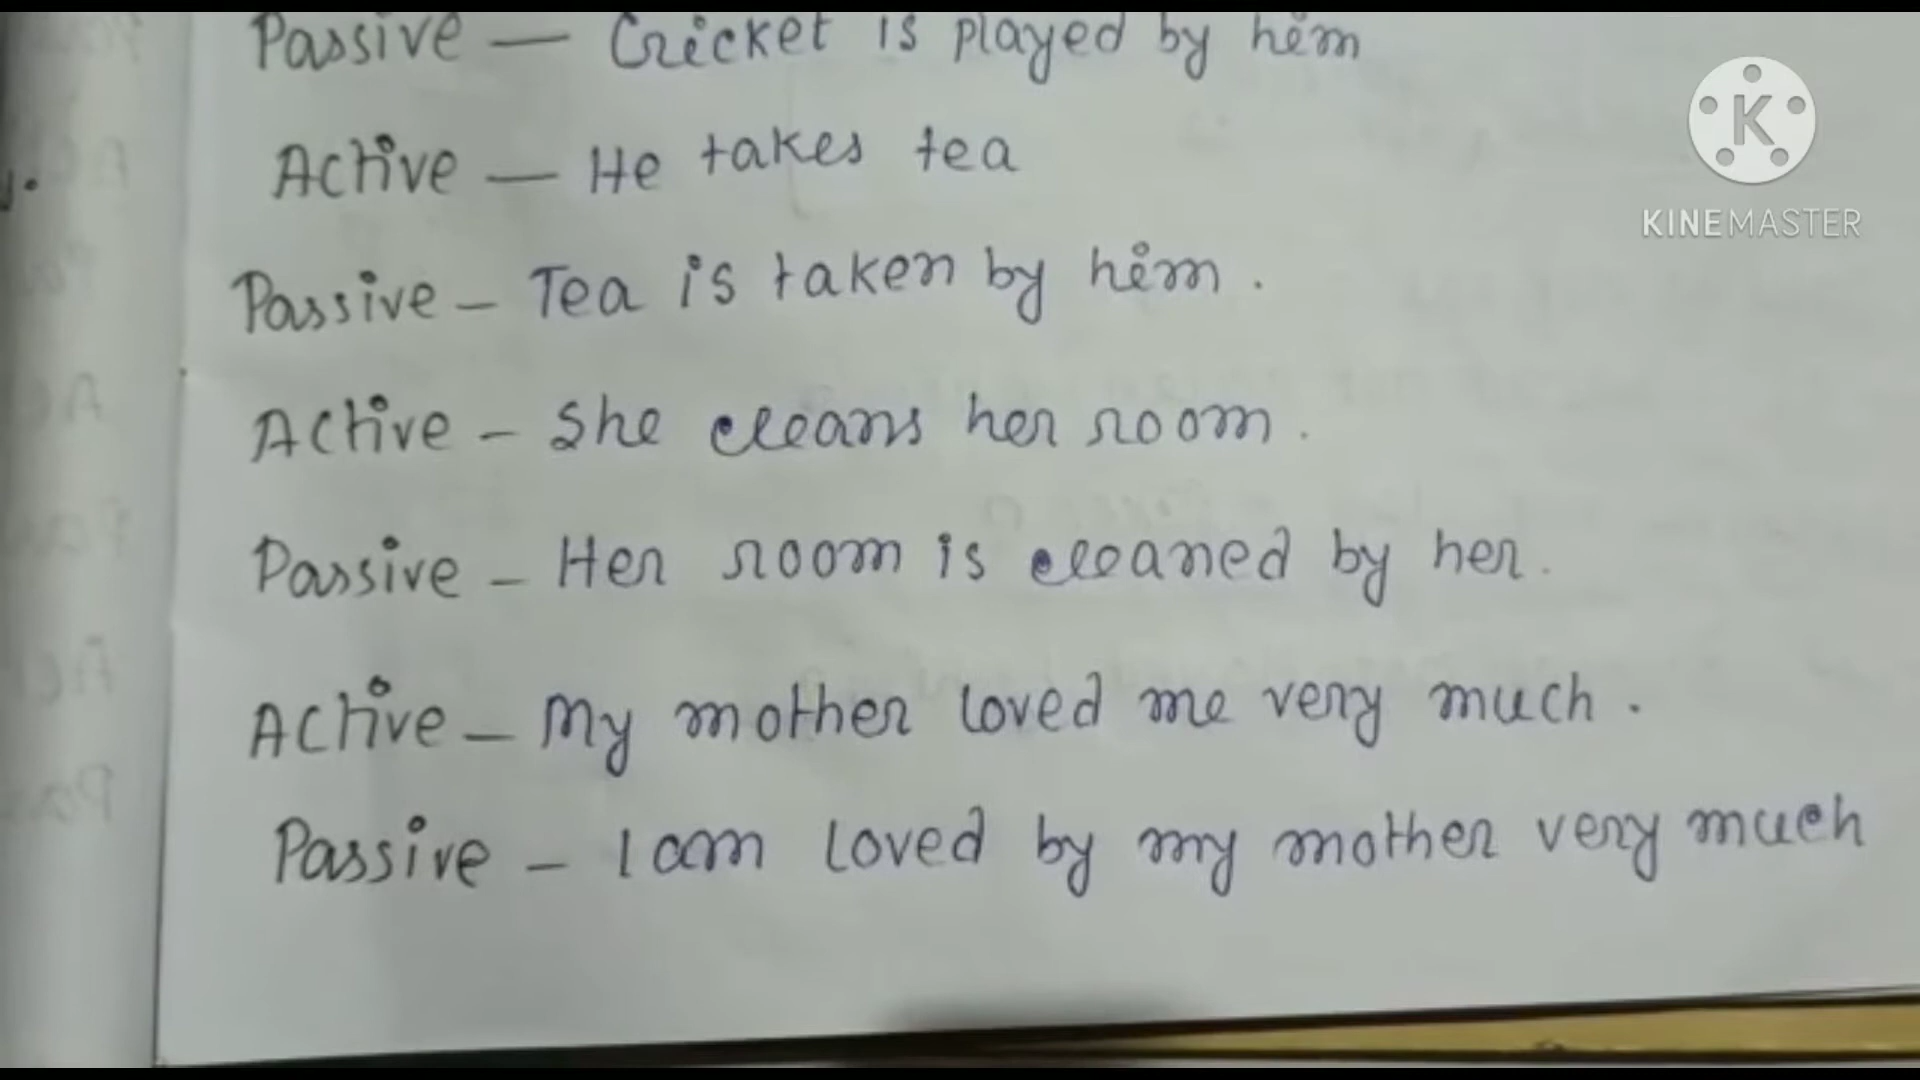 Passive — Cricket is played by him
K
Active — He takes tea
KINEMASTER
Passive – Tea is taken by him.
Active – She cleans her room.
Passive – Her room is cleaned by her.
Active – My mother loved me very much.
Passive – I am loved by my mother very much